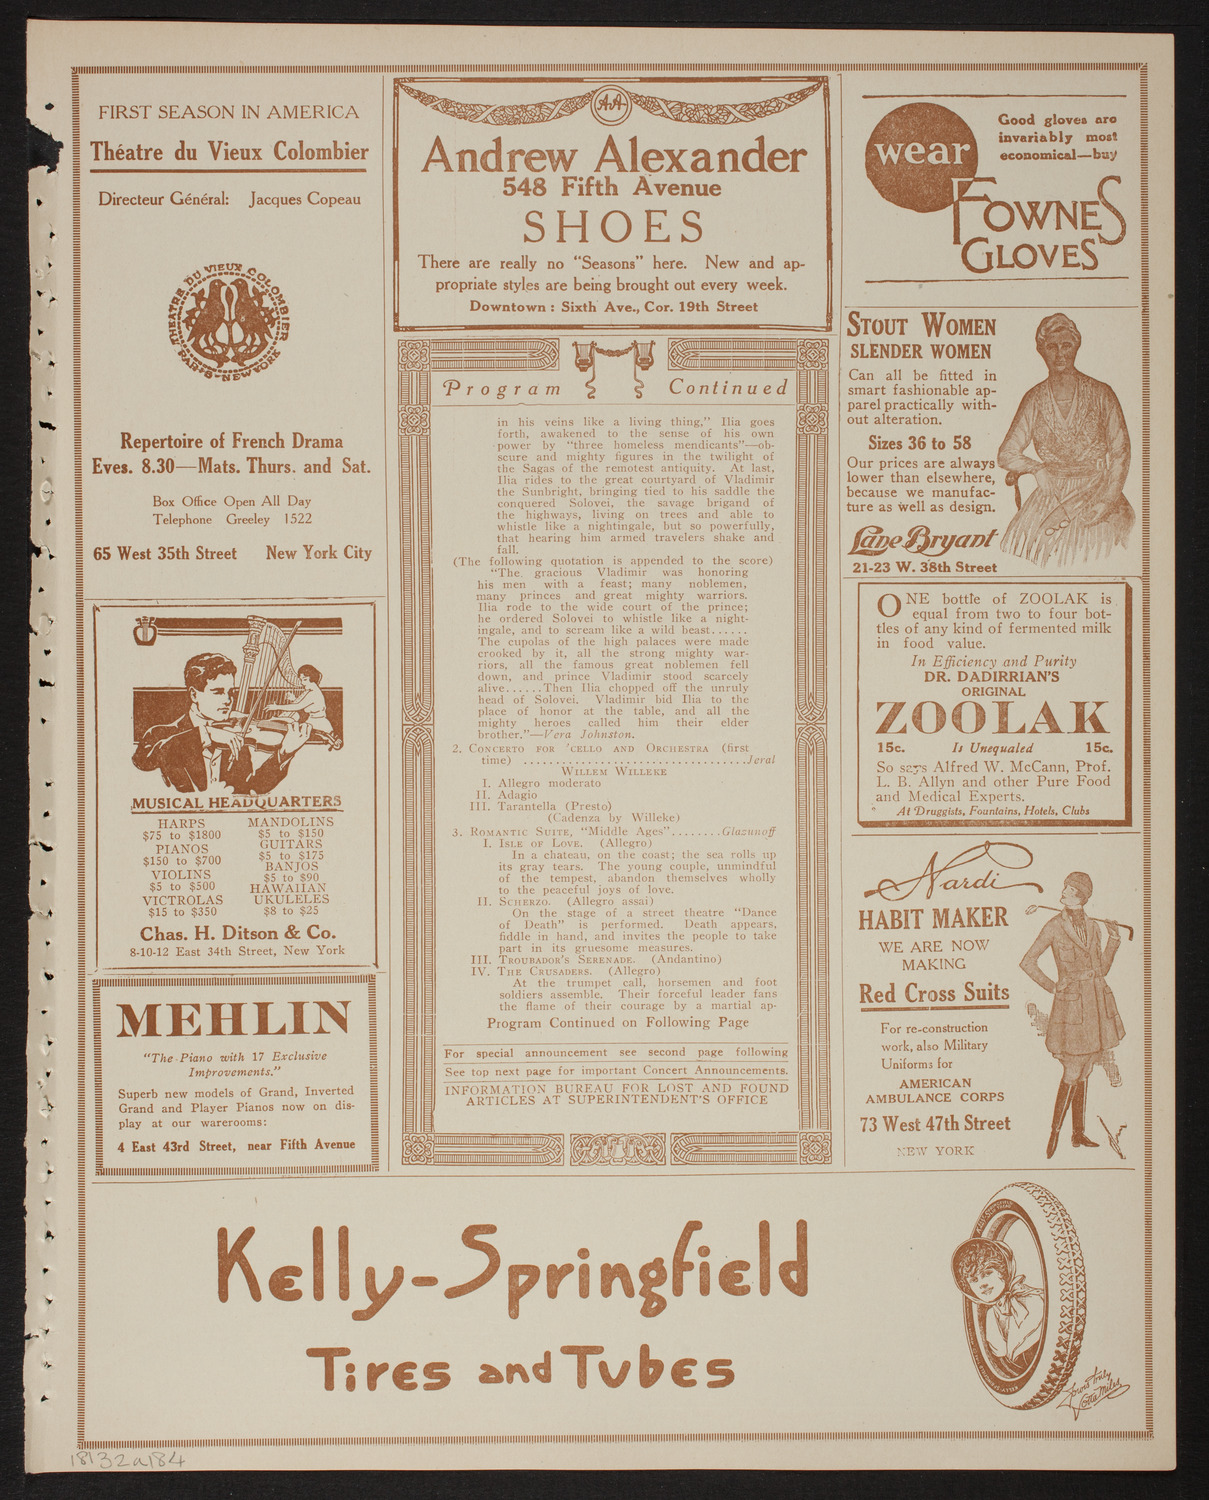 FIRST SEASON IN AMERICA
Théatre du Vieux Colombier
Directeur Général: Jacques Copeau
THEATRE DU VIEUX COLOMBIER
PARIS-NEW YORK
Repertoire of French Drama
Eves. 8.30—Mats. Thurs. and Sat.
Box Office Open All Day
Telephone Greeley 1522
65 West 35th Street New York City
MUSICAL HEADQUARTERS
HARPS
$75 to $1800
PIANOS
$150 to $700
VIOLINS
$5 to $500
VICTROLAS
$15 to $350
MANDOLINS
$5 to $150
GUITARS
$5 to $175
BANJOS
$5 to $90
HAWAIIAN
UKULELES
$8 to $25
Chas. H. Ditson & Co.
8-10-12 East 34th Street, New York
MEHLIN
"The Piano with 17 Exclusive
Improvements."
Superb new models of Grand, Inverted
Grand and Player Pianos now on dis-
play at our warerooms:
4 East 43rd Street, near Fifth Avenue
AA
Andrew Alexander
548 Fifth Avenue
SHOES
There are really no "Seasons" here. New and ap-
propriate styles are being brought out every week.
Downtown: Sixth Ave., Cor. 19th Street
Program Continued
in his veins like a living thing," Ilia goes
forth, awakened to the sense of his own
power by "three homeless mendicants"—ob-
scure and mighty figures in the twilight of
the Sagas of the remotest antiquity. At last,
Ilia rides to the great courtyard of Vladimir
the Sunbright, bringing tied to his saddle the
conquered Solovei, the savage brigand of
the highways, living on trees and able to
whistle like a nightingale, but so powerfully,
that hearing him armed travelers shake and
fall.
(The following quotation is appended to the score)
"The gracious Vladimir was honoring
his men with a feast; many noblemen,
many princes and great mighty warriors.
Ilia rode to the wide court of the prince;
he ordered Solovei to whistle like a night-
ingale, and to scream like a wild beast......
The cupolas of the high palaces were made
crooked by it, all the strong mighty war-
riors, all the famous great noblemen fell
down, and prince Vladimir stood scarcely
alive......Then Ilia chopped off the unruly
head of Solovei. Vladimir bid Ilia to the
place of honor at the table, and all the
mighty heroes called him their elder
brother."—Vera Johnston.
2. CONCERTO FOR 'CELLO AND ORCHESTRA (first
time) ..................................Jeral
WILLEM WILLEKE
I. Allegro moderato
II. Adagio
III. Tarantella (Presto)
(Cadenza by Willeke)
3. ROMANTIC SUITE, "Middle Ages"........Glazunoff
I. ISLE OF LOVE. (Allegro)
In a chateau, on the coast; the sea rolls up
its gray tears. The young couple, unmindful
of the tempest, abandon themselves wholly
to the peaceful joys of love.
II. SCHERZO. (Allegro assai)
On the stage of a street theatre "Dance
of Death" is performed. Death appears,
fiddle in hand, and invites the people to take
part in its gruesome measures.
III. TROUBADOR'S SERENADE. (Andantino)
IV. THE CRUSADERS. (Allegro)
At the trumpet call, horsemen and foot
soldiers assemble. Their forceful leader fans
the flame of their courage by a martial ap-
Program Continued on Following Page
For special announcement see second page following
See top next page for important Concert Announcements.
INFORMATION BUREAU FOR LOST AND FOUND
ARTICLES AT SUPERINTENDENT'S OFFICE
Good gloves are
invariably most
economical—buy
wear
FOWNES
GLOVES
STOUT WOMEN
SLENDER WOMEN
Can all be fitted in
smart fashionable ap-
parel practically with-
out alteration.
Sizes 36 to 58
Our prices are always
lower than elsewhere,
because we manufac-
ture as well as design.
Lane Bryant
21-23 W. 38th Street
ONE bottle of ZOOLAK is
equal from two to four bot-
tles of any kind of fermented milk
in food value.
In Efficiency and Purity
DR. DADIRRIAN'S
ORIGINAL
ZOOLAK
15c. Is Unequaled 15c.
So says Alfred W. McCann, Prof.
L. B. Allyn and other Pure Food
and Medical Experts.
At Druggists, Fountains, Hotels, Clubs
Nardi
HABIT MAKER
WE ARE NOW
MAKING
Red Cross Suits
For re-construction
work, also Military
Uniforms for
AMERICAN
AMBULANCE CORPS
73 West 47th Street
NEW YORK
Kelly-Springfield
Tires and Tubes
Yours truly
Lotta Miles
18132a184